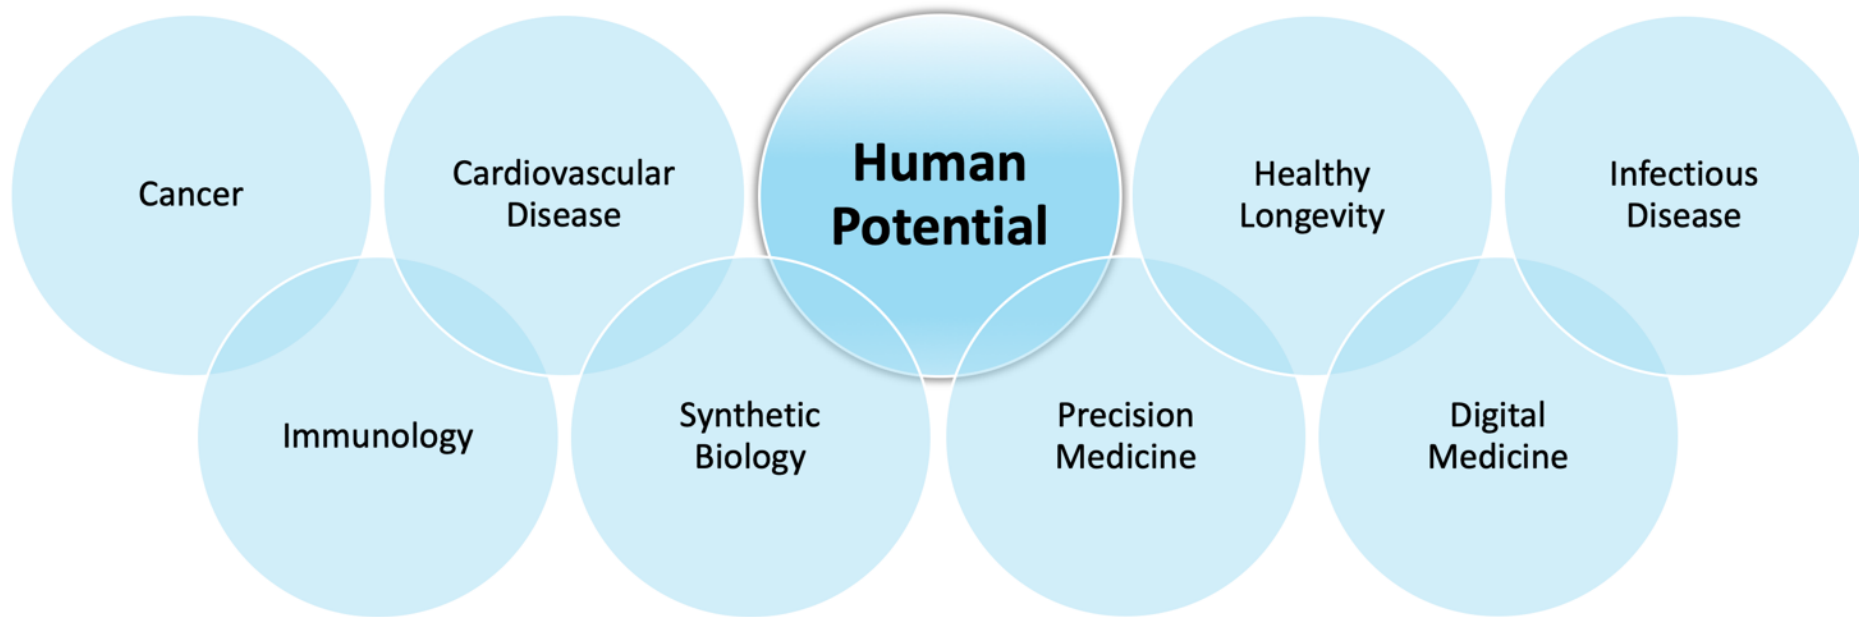 Cancer
Cardiovascular
Disease
Human
Potential
Healthy
Longevity
Infectious
Disease
Immunology
Synthetic
Biology
Precision
Medicine
Digital
Medicine